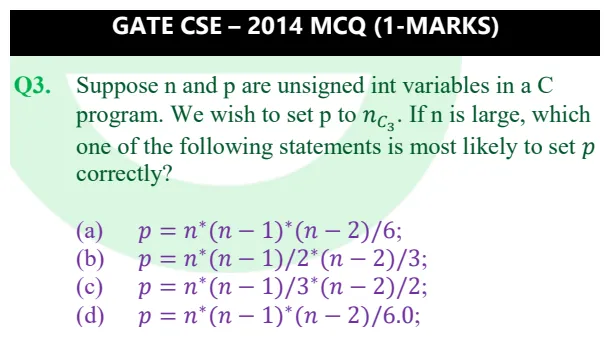 GATE CSE – 2014 MCQ (1-MARKS)
Q3. Suppose n and p are unsigned int variables in a C
program. We wish to set p to n_C₃. If n is large, which
one of the following statements is most likely to set p
correctly?
(a) p = n*(n − 1)*(n − 2)/6;
(b) p = n*(n − 1)/2*(n − 2)/3;
(c) p = n*(n − 1)/3*(n − 2)/2;
(d) p = n*(n − 1)*(n − 2)/6.0;